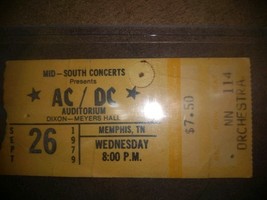 MID-SOUTH CONCERTS
Presents
★ AC/DC ★
AUDITORIUM
DIXON-MEYERS HALL
SEPT
26
1979
MEMPHIS, TN
WEDNESDAY
8:00 P.M.
$7.50
NN 114
ORCHESTRA